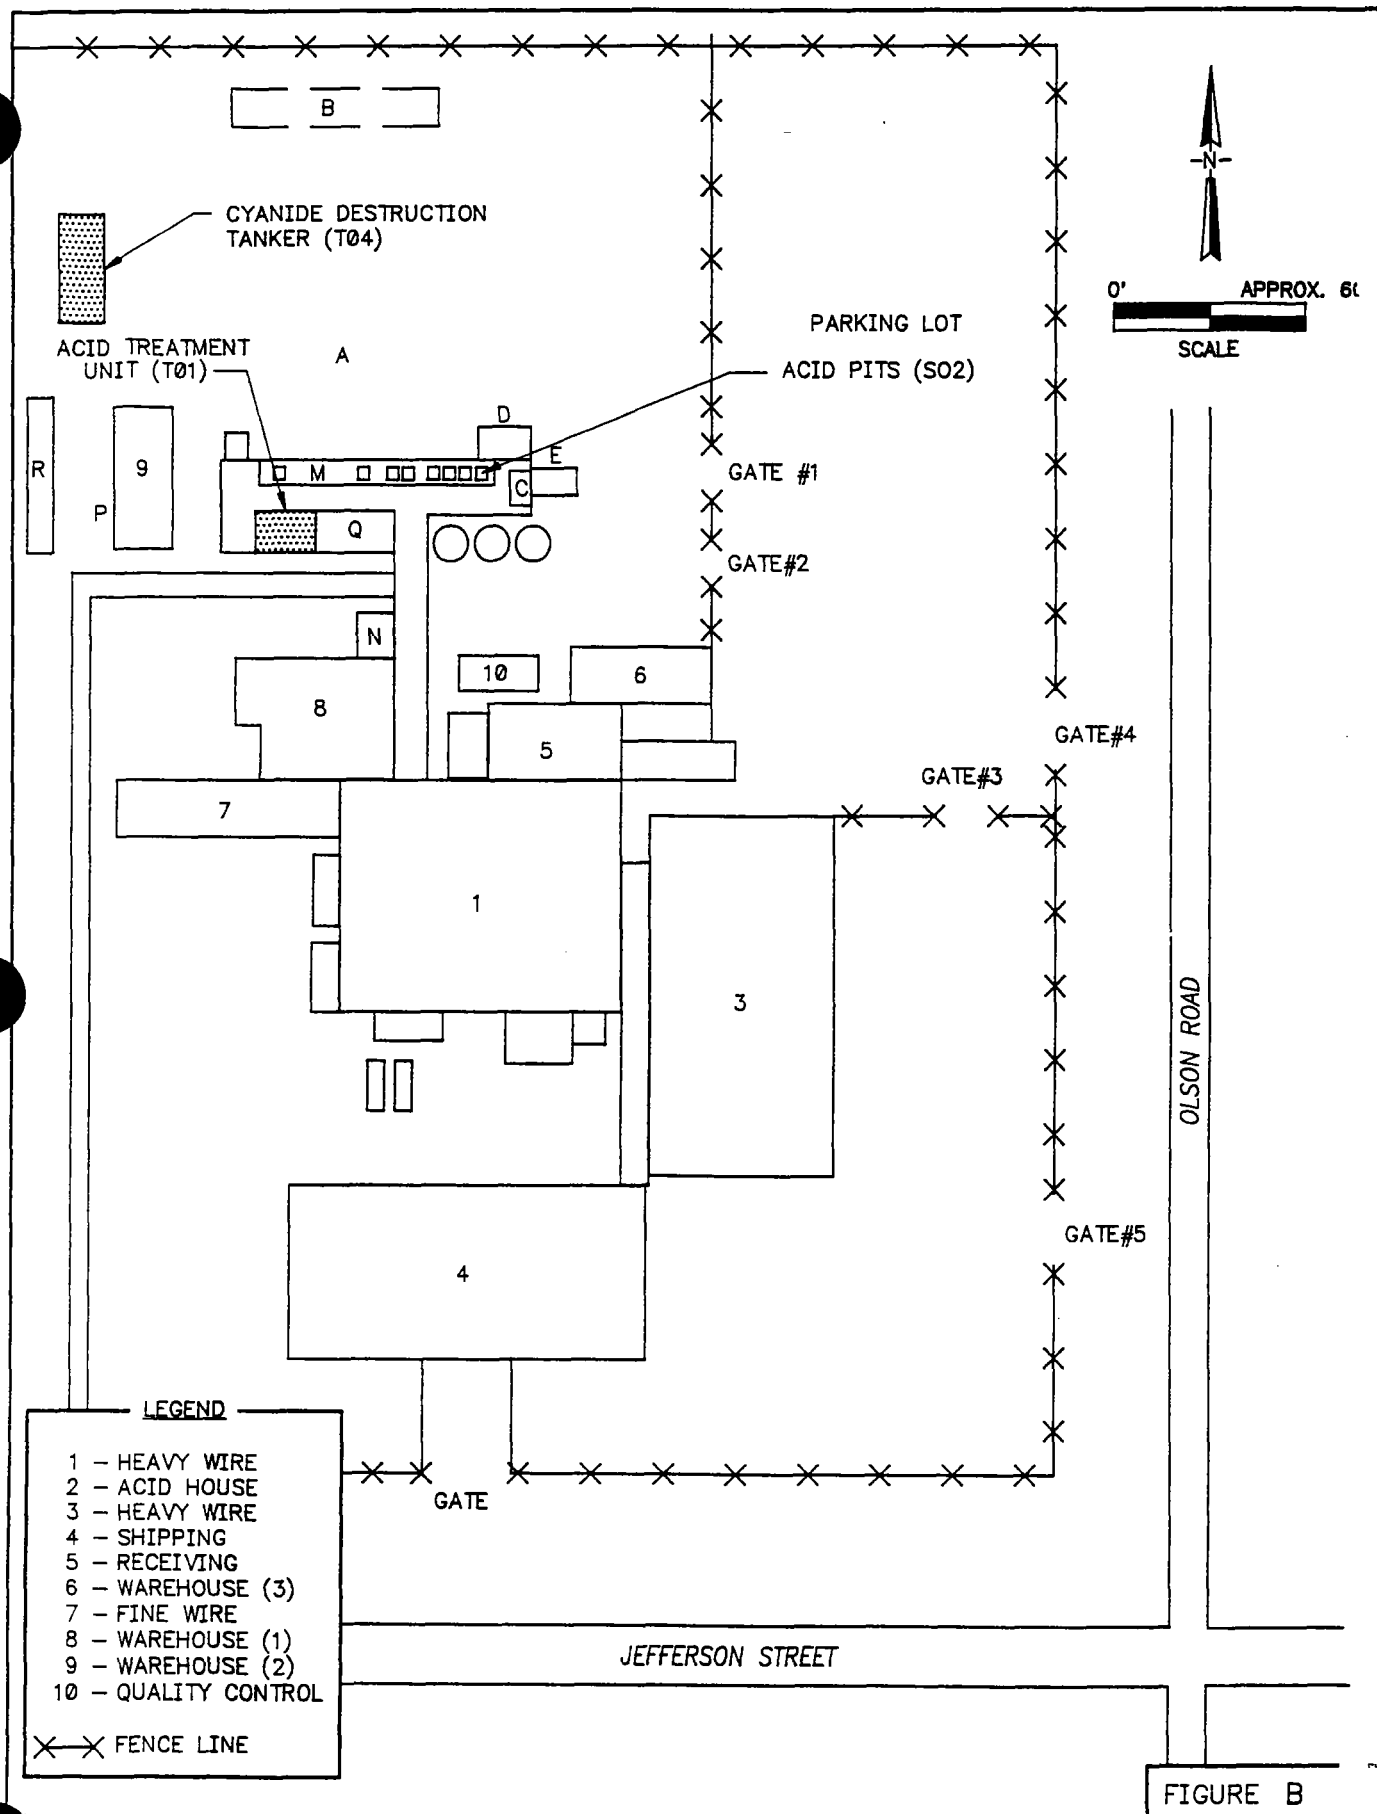 B
-N-
CYANIDE DESTRUCTION
TANKER (T04)
0'
APPROX. 6
SCALE
PARKING LOT
ACID TREATMENT
UNIT (T01)
A
ACID PITS (SO2)
D
E
R
9
M
C
GATE #1
P
Q
GATE#2
N
10
6
8
5
GATE#4
GATE#3
7
1
3
OLSON ROAD
GATE#5
4
LEGEND
1 - HEAVY WIRE
2 - ACID HOUSE
3 - HEAVY WIRE
4 - SHIPPING
5 - RECEIVING
6 - WAREHOUSE (3)
7 - FINE WIRE
8 - WAREHOUSE (1)
9 - WAREHOUSE (2)
10 - QUALITY CONTROL
FENCE LINE
GATE
JEFFERSON STREET
FIGURE B